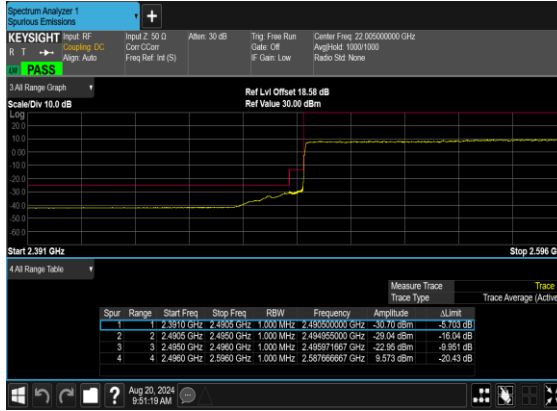 Spectrum Analyzer 1
Spurious Emissions
KEYSIGHT Input: RF Input Z: 50 Ω Atten: 30 dB Trig: Free Run Center Freq: 22.005000000 GHz
R T Coupling: DC Corr CCorr Gate: Off Avg|Hold: 1000/1000
Align: Auto Freq Ref: Int (S) IF Gain: Low Radio Std: None
PASS
3 All Range Graph Ref Lvl Offset 18.58 dB
Scale/Div 10.0 dB Ref Value 30.00 dBm
Log
20.0
10.0
0.00
-10.0
-20.0
-30.0
-40.0
-50.0
-60.0
Start 2.391 GHz Stop 2.596 G
4 All Range Table
Measure Trace Trace
Trace Type Trace Average (Active
Spur Range Start Freq Stop Freq RBW Frequency Amplitude ΔLimit
1 1 2.3910 GHz 2.4905 GHz 1.000 MHz 2.490500000 GHz -30.70 dBm -5.703 dB
2 2 2.4905 GHz 2.4950 GHz 1.000 MHz 2.494955000 GHz -29.04 dBm -16.04 dB
3 3 2.4950 GHz 2.4960 GHz 1.000 MHz 2.495971667 GHz -22.95 dBm -9.951 dB
4 4 2.4960 GHz 2.5960 GHz 1.000 MHz 2.587666667 GHz 9.573 dBm -20.43 dB
? Aug 20, 2024
9:51:19 AM